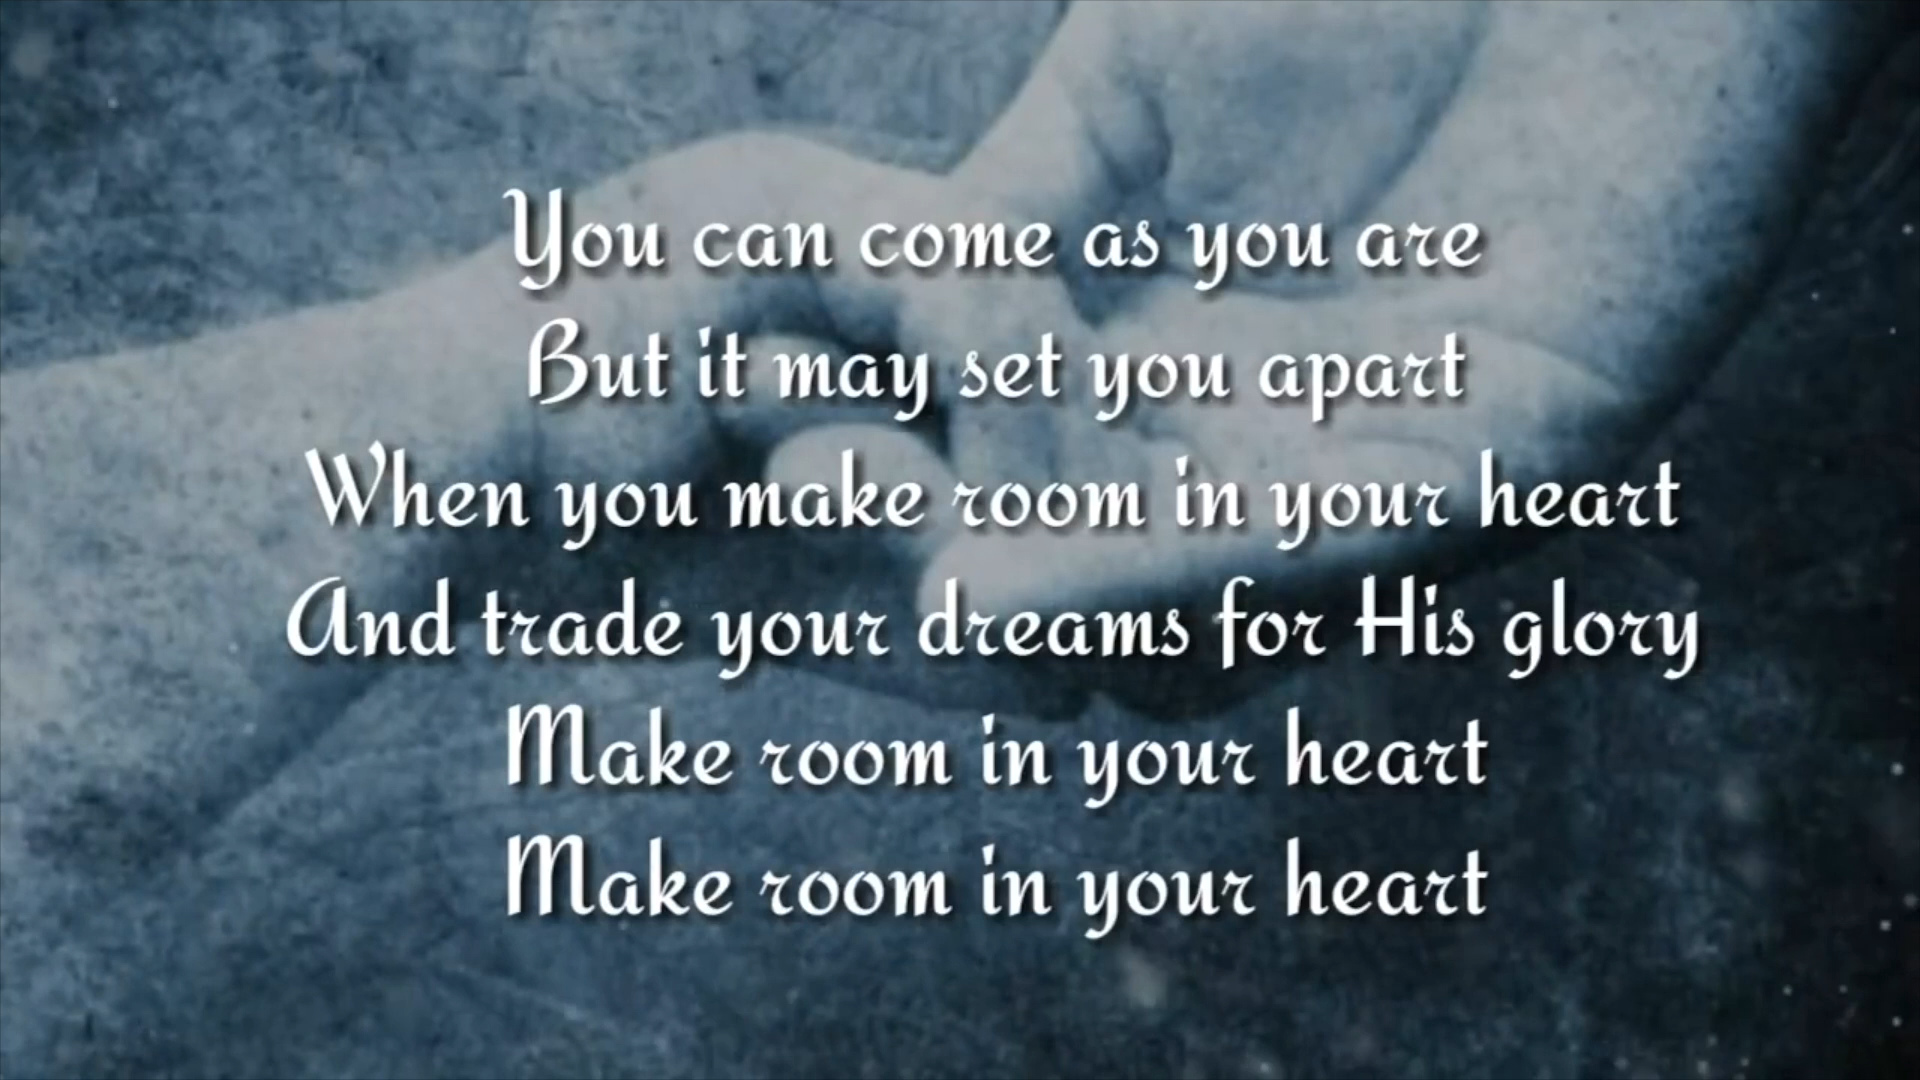 You can come as you are
But it may set you apart
When you make room in your heart
And trade your dreams for His glory
Make room in your heart
Make room in your heart